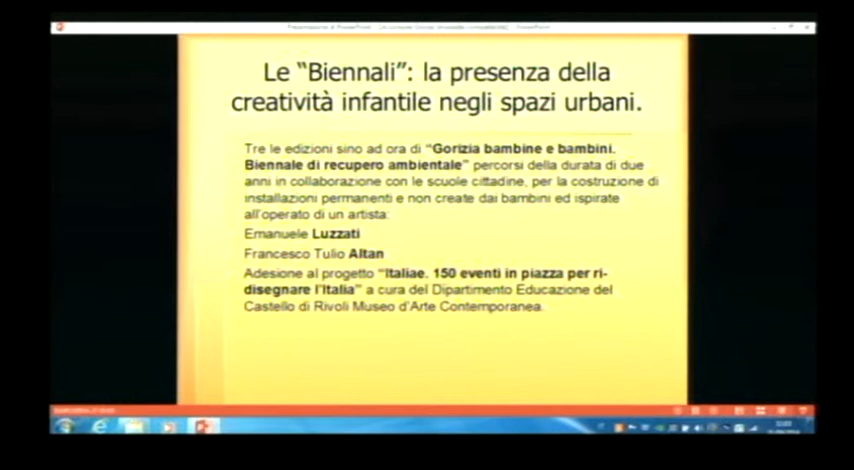 Le “Biennali”: la presenza della
creatività infantile negli spazi urbani.
Tre le edizioni sino ad ora di “Gorizia bambine e bambini.
Biennale di recupero ambientale” percorsi della durata di due
anni in collaborazione con le scuole cittadine, per la costruzione di
installazioni permanenti e non create dai bambini ed ispirate
all’operato di un artista:
Emanuele Luzzati
Francesco Tulio Altan
Adesione al progetto “Italiae. 150 eventi in piazza per ri-
disegnare l’Italia” a cura del Dipartimento Educazione del
Castello di Rivoli Museo d’Arte Contemporanea.